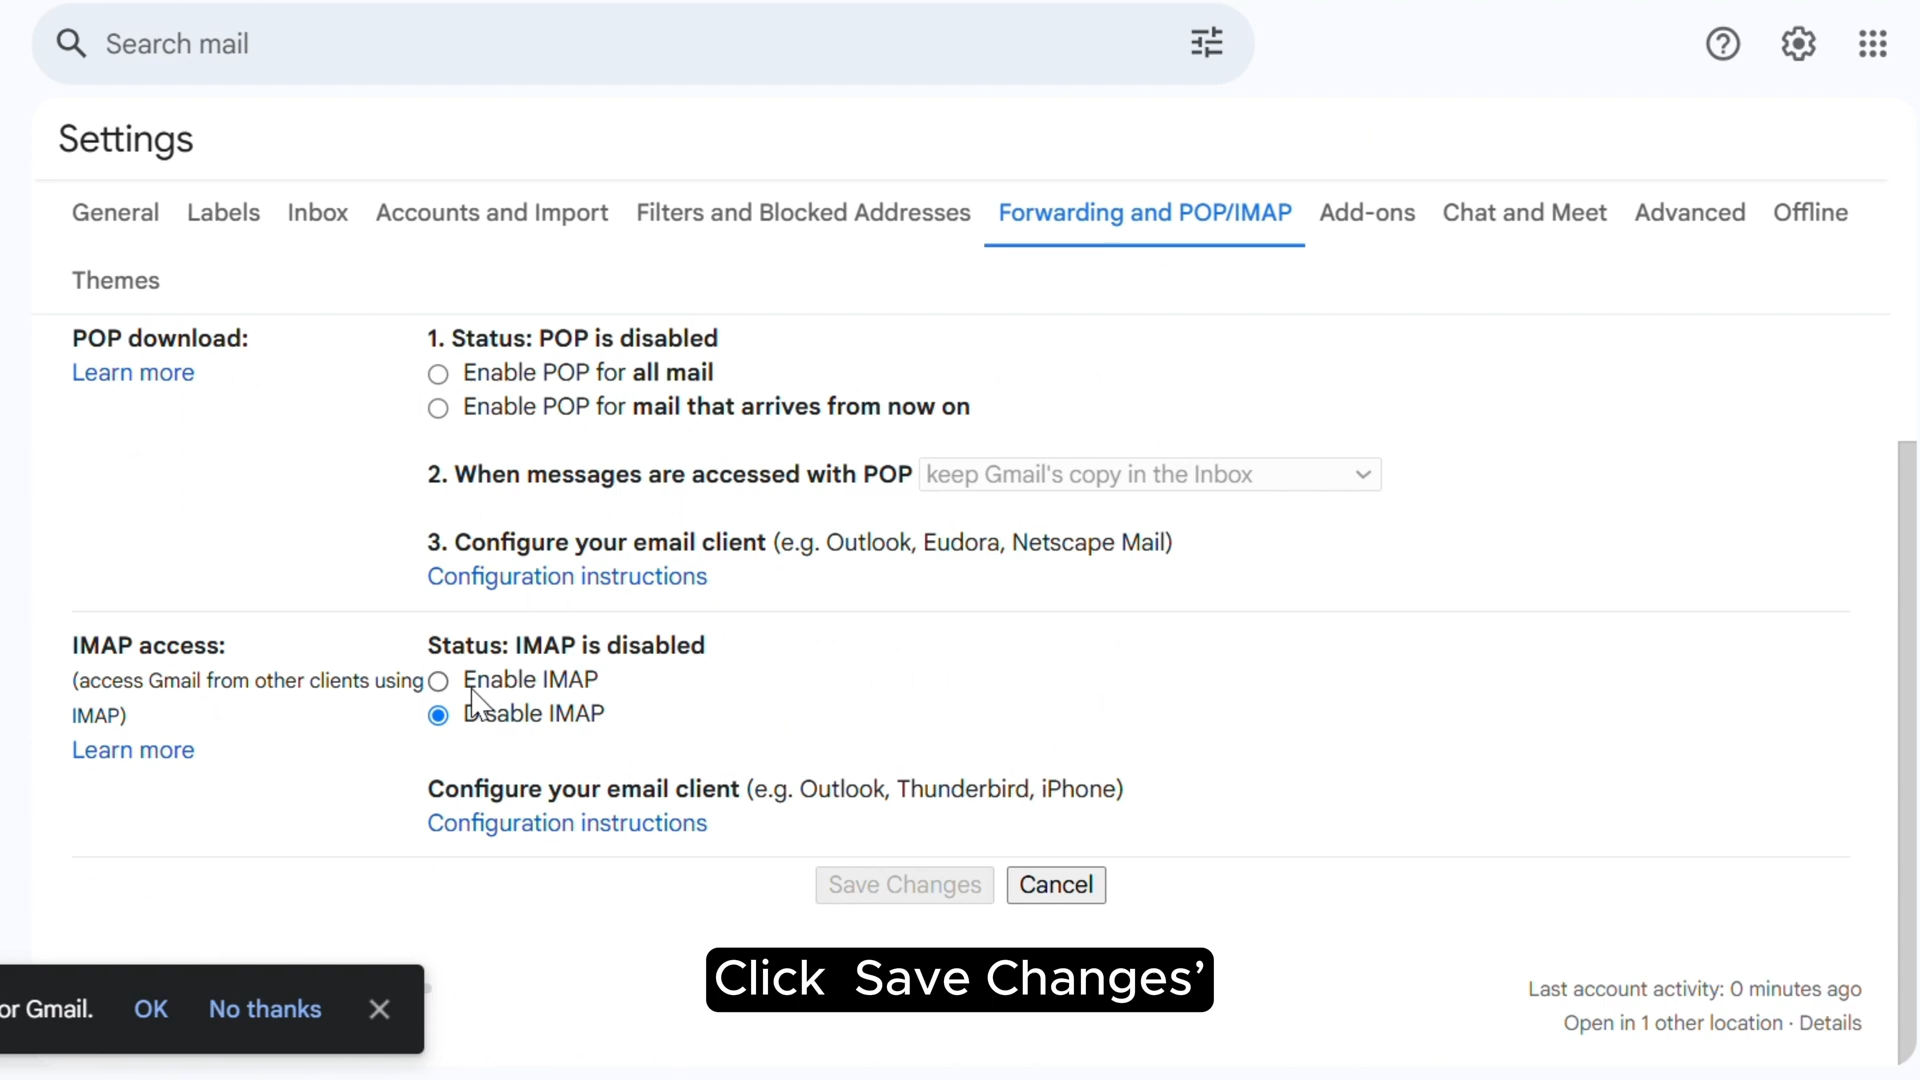 Search mail
Settings
General Labels Inbox Accounts and Import Filters and Blocked Addresses Forwarding and POP/IMAP Add-ons Chat and Meet Advanced Offline
Themes
POP download:
Learn more
1. Status: POP is disabled
Enable POP for all mail
Enable POP for mail that arrives from now on
2. When messages are accessed with POP keep Gmail's copy in the Inbox
3. Configure your email client (e.g. Outlook, Eudora, Netscape Mail)
Configuration instructions
IMAP access:
(access Gmail from other clients using
IMAP)
Learn more
Status: IMAP is disabled
Enable IMAP
Disable IMAP
Configure your email client (e.g. Outlook, Thunderbird, iPhone)
Configuration instructions
Save Changes Cancel
Click Save Changes’
or Gmail. OK No thanks
Last account activity: 0 minutes ago
Open in 1 other location · Details